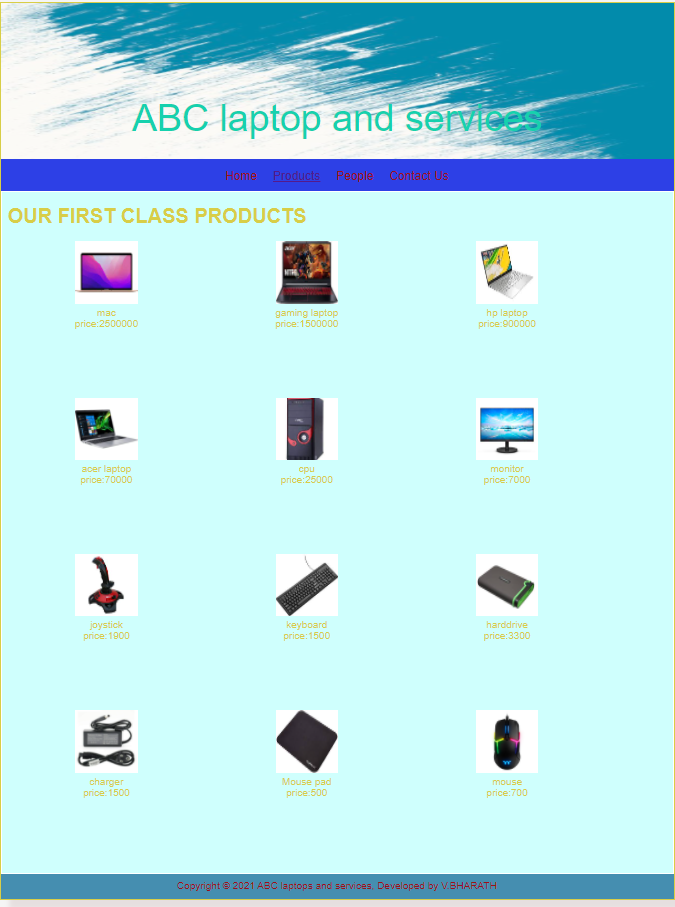 ABC laptop and services
Home Products People Contact Us
OUR FIRST CLASS PRODUCTS
mac gaming laptop hp laptop
price:2500000 price:1500000 price:900000
acer laptop cpu monitor
price:70000 price:25000 price:7000
joystick keyboard harddrive
price:1900 price:1500 price:3300
charger Mouse pad mouse
price:1500 price:500 price:700
Copyright © 2021 ABC laptops and services, Developed by V.BHARATH